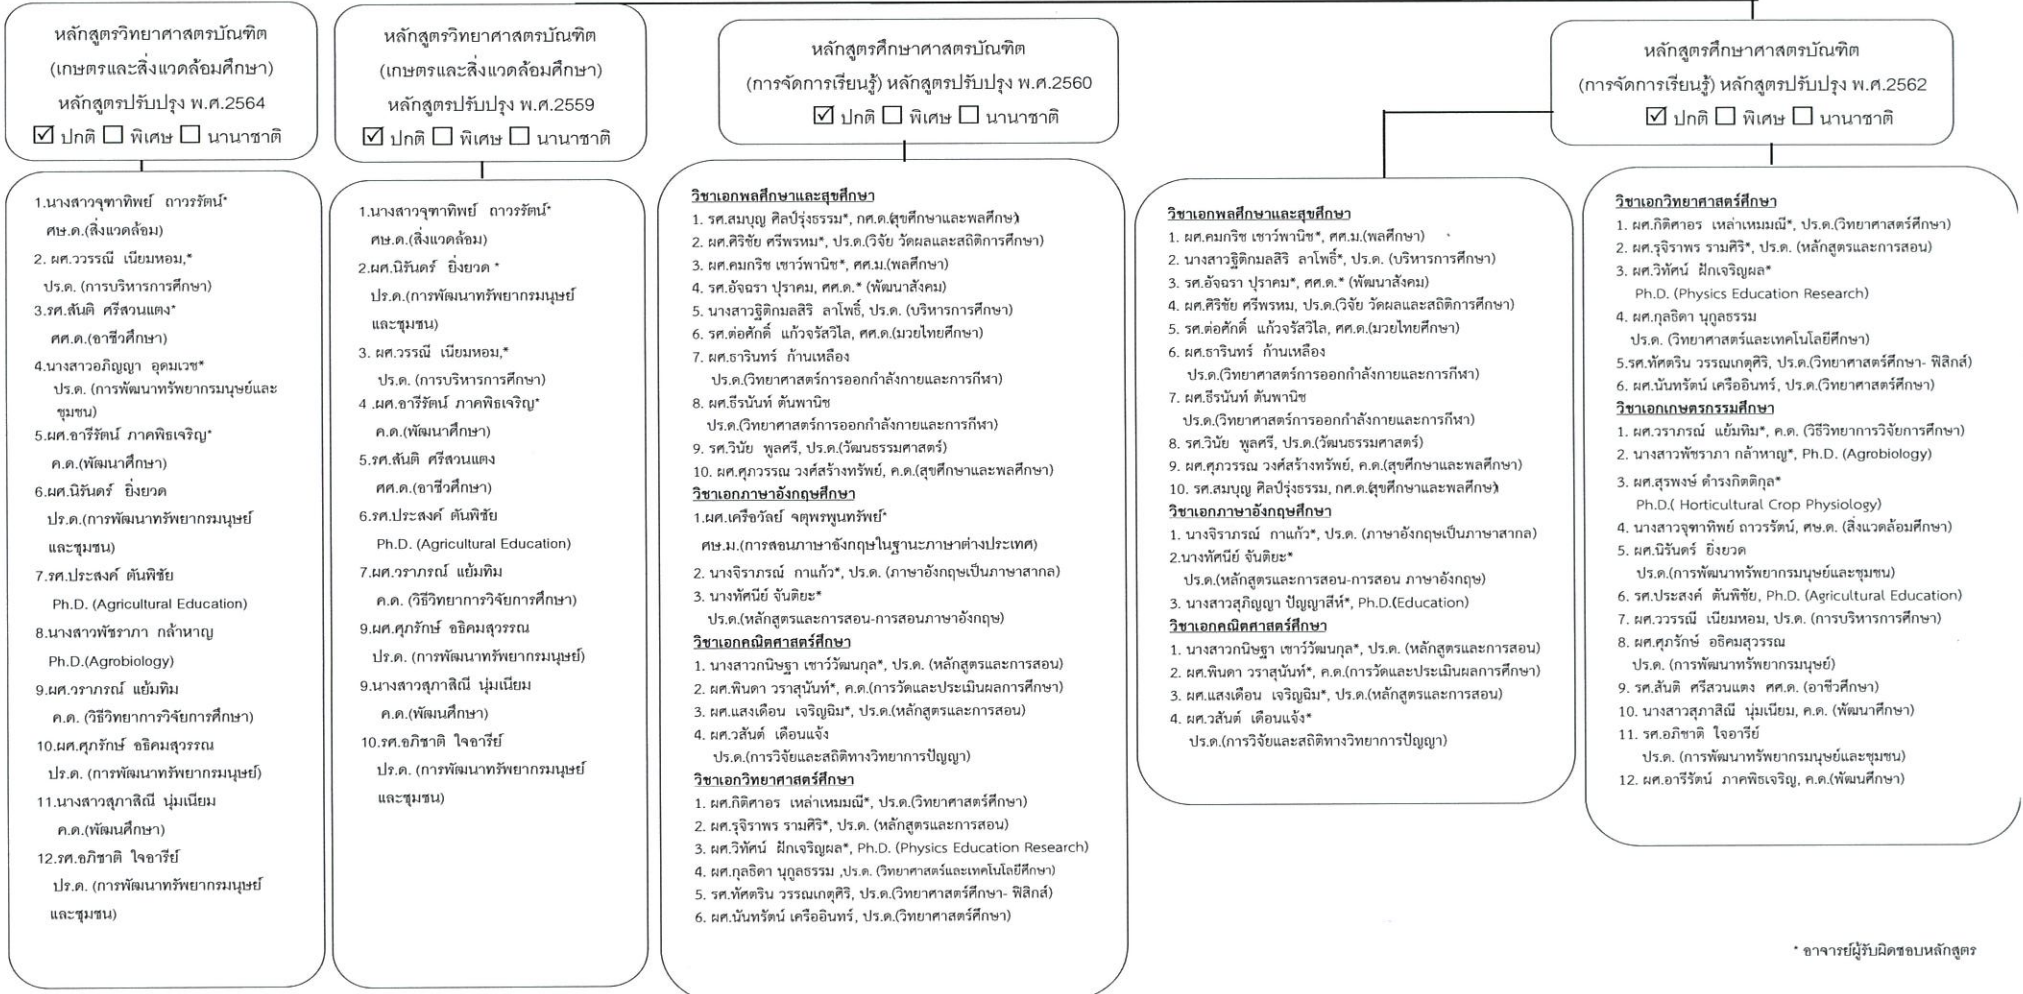 หลักสูตรวิทยาศาสตรบัณฑิต
(เกษตรและสิ่งแวดล้อมศึกษา)
หลักสูตรปรับปรุง พ.ศ.2564
☑ ปกติ ☐ พิเศษ ☐ นานาชาติ
1.นางสาวจุฑาทิพย์ ถาวรรัตน์*
ศษ.ด.(สิ่งแวดล้อม)
2. ผศ.ววรรณี เนียมหอม,*
ปร.ด. (การบริหารการศึกษา)
3.รศ.สันติ ศรีสวนแตง*
ศศ.ด.(อาชีวศึกษา)
4.นางสาวอภิญญา อุดมเวช*
ปร.ด. (การพัฒนาทรัพยากรมนุษย์และ
ชุมชน)
5.ผศ.อารีรัตน์ ภาคพิธเจริญ*
ค.ด.(พัฒนาศึกษา)
6.ผศ.นิรันดร์ ยิ่งยวด
ปร.ด.(การพัฒนาทรัพยากรมนุษย์
และชุมชน)
7.รศ.ประสงค์ ตันพิชัย
Ph.D. (Agricultural Education)
8.นางสาวพัชราภา กล้าหาญ
Ph.D.(Agrobiology)
9.ผศ.วราภรณ์ แย้มทิม
ค.ด. (วิธีวิทยาการวิจัยการศึกษา)
10.ผศ.ศุภรักษ์ อธิคมสุวรรณ
ปร.ด. (การพัฒนาทรัพยากรมนุษย์)
11.นางสาวสุภาสิณี นุ่มเนียม
ค.ด.(พัฒนศึกษา)
12.รศ.อภิชาติ ใจอารีย์
ปร.ด. (การพัฒนาทรัพยากรมนุษย์
และชุมชน)
หลักสูตรวิทยาศาสตรบัณฑิต
(เกษตรและสิ่งแวดล้อมศึกษา)
หลักสูตรปรับปรุง พ.ศ.2559
☑ ปกติ ☐ พิเศษ ☐ นานาชาติ
1.นางสาวจุฑาทิพย์ ถาวรรัตน์*
ศษ.ด.(สิ่งแวดล้อม)
2.ผศ.นิรันดร์ ยิ่งยวด *
ปร.ด.(การพัฒนาทรัพยากรมนุษย์
และชุมชน)
3. ผศ.วรรณี เนียมหอม,*
ปร.ด. (การบริหารการศึกษา)
4 .ผศ.อารีรัตน์ ภาคพิธเจริญ*
ค.ด.(พัฒนาศึกษา)
5.รศ.สันติ ศรีสวนแตง
ศศ.ด.(อาชีวศึกษา)
6.รศ.ประสงค์ ตันพิชัย
Ph.D. (Agricultural Education)
7.ผศ.วราภรณ์ แย้มทิม
ค.ด. (วิธีวิทยาการวิจัยการศึกษา)
9.ผศ.ศุภรักษ์ อธิคมสุวรรณ
ปร.ด. (การพัฒนาทรัพยากรมนุษย์)
9.นางสาวสุภาสิณี นุ่มเนียม
ค.ด.(พัฒนศึกษา)
10.รศ.อภิชาติ ใจอารีย์
ปร.ด. (การพัฒนาทรัพยากรมนุษย์
และชุมชน)
หลักสูตรศึกษาศาสตรบัณฑิต
(การจัดการเรียนรู้) หลักสูตรปรับปรุง พ.ศ.2560
☑ ปกติ ☐ พิเศษ ☐ นานาชาติ
วิชาเอกพลศึกษาและสุขศึกษา
1. รศ.สมบุญ ศิลป์รุ่งธรรม*, กศ.ด.(สุขศึกษาและพลศึกษา)
2. ผศ.ศิริชัย ศรีพรหม*, ปร.ด.(วิจัย วัดผลและสถิติการศึกษา)
3. ผศ.คมกริช เชาว์พานิช*, ศศ.ม.(พลศึกษา)
4. รศ.อัจฉรา ปุราคม, ศศ.ด.* (พัฒนาสังคม)
5. นางสาวฐิติกมลสิริ ลาโพธิ์, ปร.ด. (บริหารการศึกษา)
6. รศ.ต่อศักดิ์ แก้วจรัสวิไล, ศศ.ด.(มวยไทยศึกษา)
7. ผศ.ธารินทร์ ก้านเหลือง
ปร.ด.(วิทยาศาสตร์การออกกำลังกายและการกีฬา)
8. ผศ.ธีรนันท์ ตันพานิช
ปร.ด.(วิทยาศาสตร์การออกกำลังกายและการกีฬา)
9. รศ.วินัย พูลศรี, ปร.ด.(วัฒนธรรมศาสตร์)
10. ผศ.ศุภวรรณ วงศ์สร้างทรัพย์, ค.ด.(สุขศึกษาและพลศึกษา)
วิชาเอกภาษาอังกฤษศึกษา
1.ผศ.เครือวัลย์ จตุพรพูนทรัพย์*
ศษ.ม.(การสอนภาษาอังกฤษในฐานะภาษาต่างประเทศ)
2. นางจิราภรณ์ กาแก้ว*, ปร.ด. (ภาษาอังกฤษเป็นภาษาสากล)
3. นางทัศนีย์ จันติยะ*
ปร.ด.(หลักสูตรและการสอน-การสอนภาษาอังกฤษ)
วิชาเอกคณิตศาสตร์ศึกษา
1. นางสาวกนิษฐา เชาว์วัฒนกุล*, ปร.ด. (หลักสูตรและการสอน)
2. ผศ.พินดา วราสุนันท์*, ค.ด.(การวัดและประเมินผลการศึกษา)
3. ผศ.แสงเดือน เจริญฉิม*, ปร.ด.(หลักสูตรและการสอน)
4. ผศ.วสันต์ เดือนแจ้ง
ปร.ด.(การวิจัยและสถิติทางวิทยาการปัญญา)
วิชาเอกวิทยาศาสตร์ศึกษา
1. ผศ.กิติศาอร เหล่าเหมมณี*, ปร.ด.(วิทยาศาสตร์ศึกษา)
2. ผศ.รุจิราพร รามศิริ*, ปร.ด. (หลักสูตรและการสอน)
3. ผศ.วิทัศน์ ฝักเจริญผล*, Ph.D. (Physics Education Research)
4. ผศ.กุลธิดา นุกูลธรรม ,ปร.ด. (วิทยาศาสตร์และเทคโนโลยีศึกษา)
5. รศ.ทัศตริน วรรณเกตุศิริ, ปร.ด.(วิทยาศาสตร์ศึกษา- ฟิสิกส์)
6. ผศ.นันทรัตน์ เครืออินทร์, ปร.ด.(วิทยาศาสตร์ศึกษา)
หลักสูตรศึกษาศาสตรบัณฑิต
(การจัดการเรียนรู้) หลักสูตรปรับปรุง พ.ศ.2562
☑ ปกติ ☐ พิเศษ ☐ นานาชาติ
วิชาเอกพลศึกษาและสุขศึกษา
1. ผศ.คมกริช เชาว์พานิช*, ศศ.ม.(พลศึกษา)
2. นางสาวฐิติกมลสิริ ลาโพธิ์*, ปร.ด. (บริหารการศึกษา)
3. รศ.อัจฉรา ปุราคม*, ศศ.ด.* (พัฒนาสังคม)
4. ผศ.ศิริชัย ศรีพรหม, ปร.ด.(วิจัย วัดผลและสถิติการศึกษา)
5. รศ.ต่อศักดิ์ แก้วจรัสวิไล, ศศ.ด.(มวยไทยศึกษา)
6. ผศ.ธารินทร์ ก้านเหลือง
ปร.ด.(วิทยาศาสตร์การออกกำลังกายและการกีฬา)
7. ผศ.ธีรนันท์ ตันพานิช
ปร.ด.(วิทยาศาสตร์การออกกำลังกายและการกีฬา)
8. รศ.วินัย พูลศรี, ปร.ด.(วัฒนธรรมศาสตร์)
9. ผศ.ศุภวรรณ วงศ์สร้างทรัพย์, ค.ด.(สุขศึกษาและพลศึกษา)
10. รศ.สมบุญ ศิลป์รุ่งธรรม, กศ.ด.(สุขศึกษาและพลศึกษา)
วิชาเอกภาษาอังกฤษศึกษา
1. นางจิราภรณ์ กาแก้ว*, ปร.ด. (ภาษาอังกฤษเป็นภาษาสากล)
2.นางทัศนีย์ จันติยะ*
ปร.ด.(หลักสูตรและการสอน-การสอน ภาษาอังกฤษ)
3. นางสาวสุภิญญา ปัญญาสีห์*, Ph.D.(Education)
วิชาเอกคณิตศาสตร์ศึกษา
1. นางสาวกนิษฐา เชาว์วัฒนกุล*, ปร.ด. (หลักสูตรและการสอน)
2. ผศ.พินดา วราสุนันท์*, ค.ด.(การวัดและประเมินผลการศึกษา)
3. ผศ.แสงเดือน เจริญฉิม*, ปร.ด.(หลักสูตรและการสอน)
4. ผศ.วสันต์ เดือนแจ้ง*
ปร.ด.(การวิจัยและสถิติทางวิทยาการปัญญา)
วิชาเอกวิทยาศาสตร์ศึกษา
1. ผศ.กิติศาอร เหล่าเหมมณี*, ปร.ด.(วิทยาศาสตร์ศึกษา)
2. ผศ.รุจิราพร รามศิริ*, ปร.ด. (หลักสูตรและการสอน)
3. ผศ.วิทัศน์ ฝักเจริญผล*
Ph.D. (Physics Education Research)
4. ผศ.กุลธิดา นุกูลธรรม
ปร.ด. (วิทยาศาสตร์และเทคโนโลยีศึกษา)
5.รศ.ทัศตริน วรรณเกตุศิริ, ปร.ด.(วิทยาศาสตร์ศึกษา- ฟิสิกส์)
6. ผศ.นันทรัตน์ เครืออินทร์, ปร.ด.(วิทยาศาสตร์ศึกษา)
วิชาเอกเกษตรกรรมศึกษา
1. ผศ.วราภรณ์ แย้มทิม*, ค.ด. (วิธีวิทยาการวิจัยการศึกษา)
2. นางสาวพัชราภา กล้าหาญ*, Ph.D. (Agrobiology)
3. ผศ.สุรพงษ์ ดำรงกิตติกุล*
Ph.D.( Horticultural Crop Physiology)
4. นางสาวจุฑาทิพย์ ถาวรรัตน์, ศษ.ด. (สิ่งแวดล้อมศึกษา)
5. ผศ.นิรันดร์ ยิ่งยวด
ปร.ด.(การพัฒนาทรัพยากรมนุษย์และชุมชน)
6. รศ.ประสงค์ ตันพิชัย, Ph.D. (Agricultural Education)
7. ผศ.ววรรณี เนียมหอม, ปร.ด. (การบริหารการศึกษา)
8. ผศ.ศุภรักษ์ อธิคมสุวรรณ
ปร.ด. (การพัฒนาทรัพยากรมนุษย์)
9. รศ.สันติ ศรีสวนแตง ศศ.ด. (อาชีวศึกษา)
10. นางสาวสุภาสิณี นุ่มเนียม, ค.ด. (พัฒนาศึกษา)
11. รศ.อภิชาติ ใจอารีย์
ปร.ด. (การพัฒนาทรัพยากรมนุษย์และชุมชน)
12. ผศ.อารีรัตน์ ภาคพิธเจริญ, ค.ด.(พัฒนศึกษา)
* อาจารย์ผู้รับผิดชอบหลักสูตร